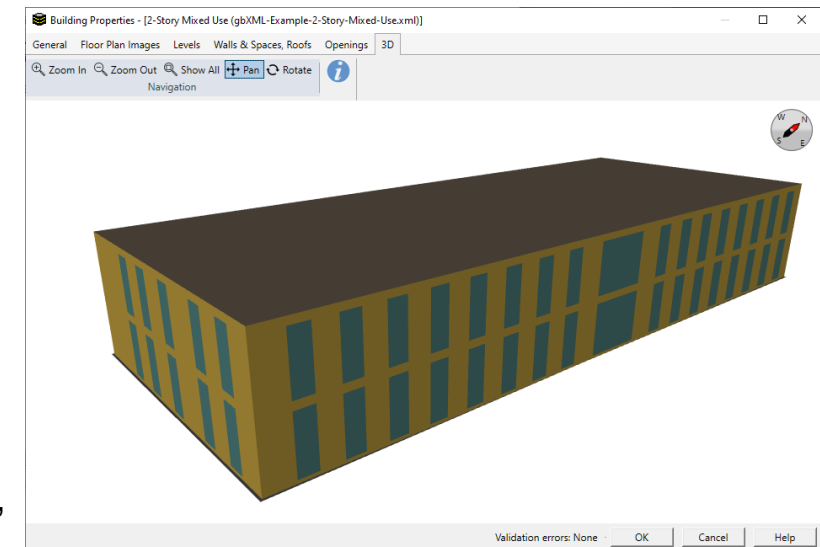 Building Properties - [2-Story Mixed Use (gbXML-Example-2-Story-Mixed-Use.xml)]
General Floor Plan Images Levels Walls & Spaces, Roofs Openings 3D
Zoom In Zoom Out Show All Pan Rotate
Navigation
W N
S E
,
Validation errors: None OK Cancel Help